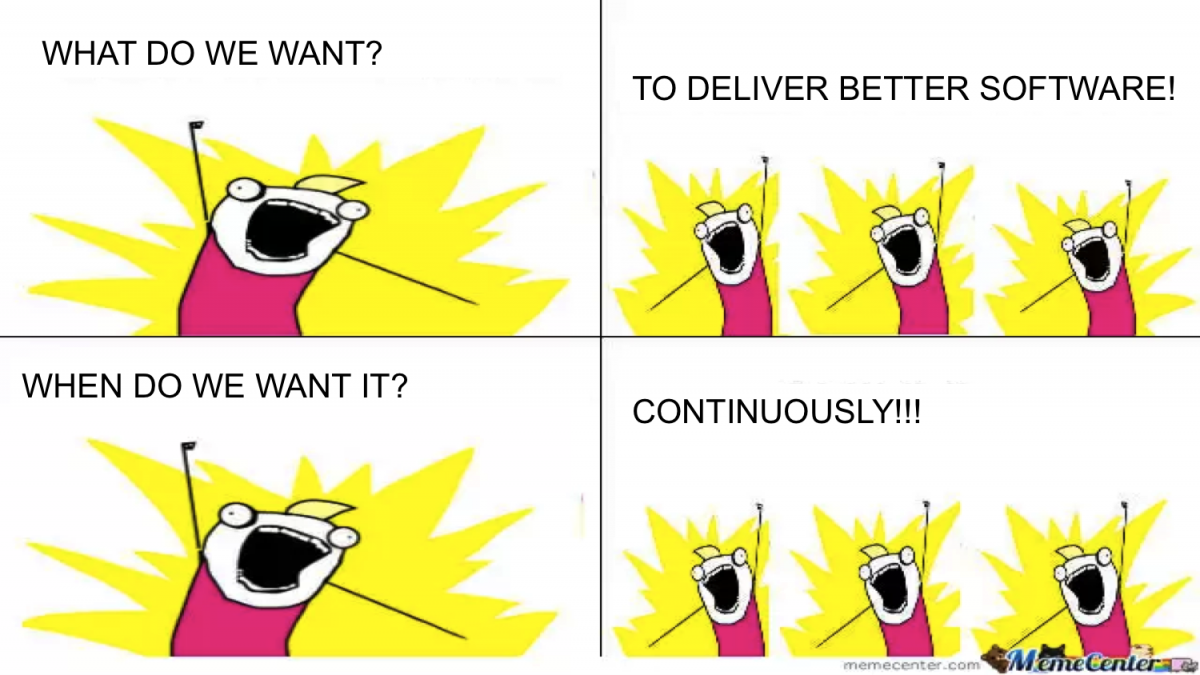 WHAT DO WE WANT?
TO DELIVER BETTER SOFTWARE!
WHEN DO WE WANT IT?
CONTINUOUSLY!!!
memecenter.com MemeCenter